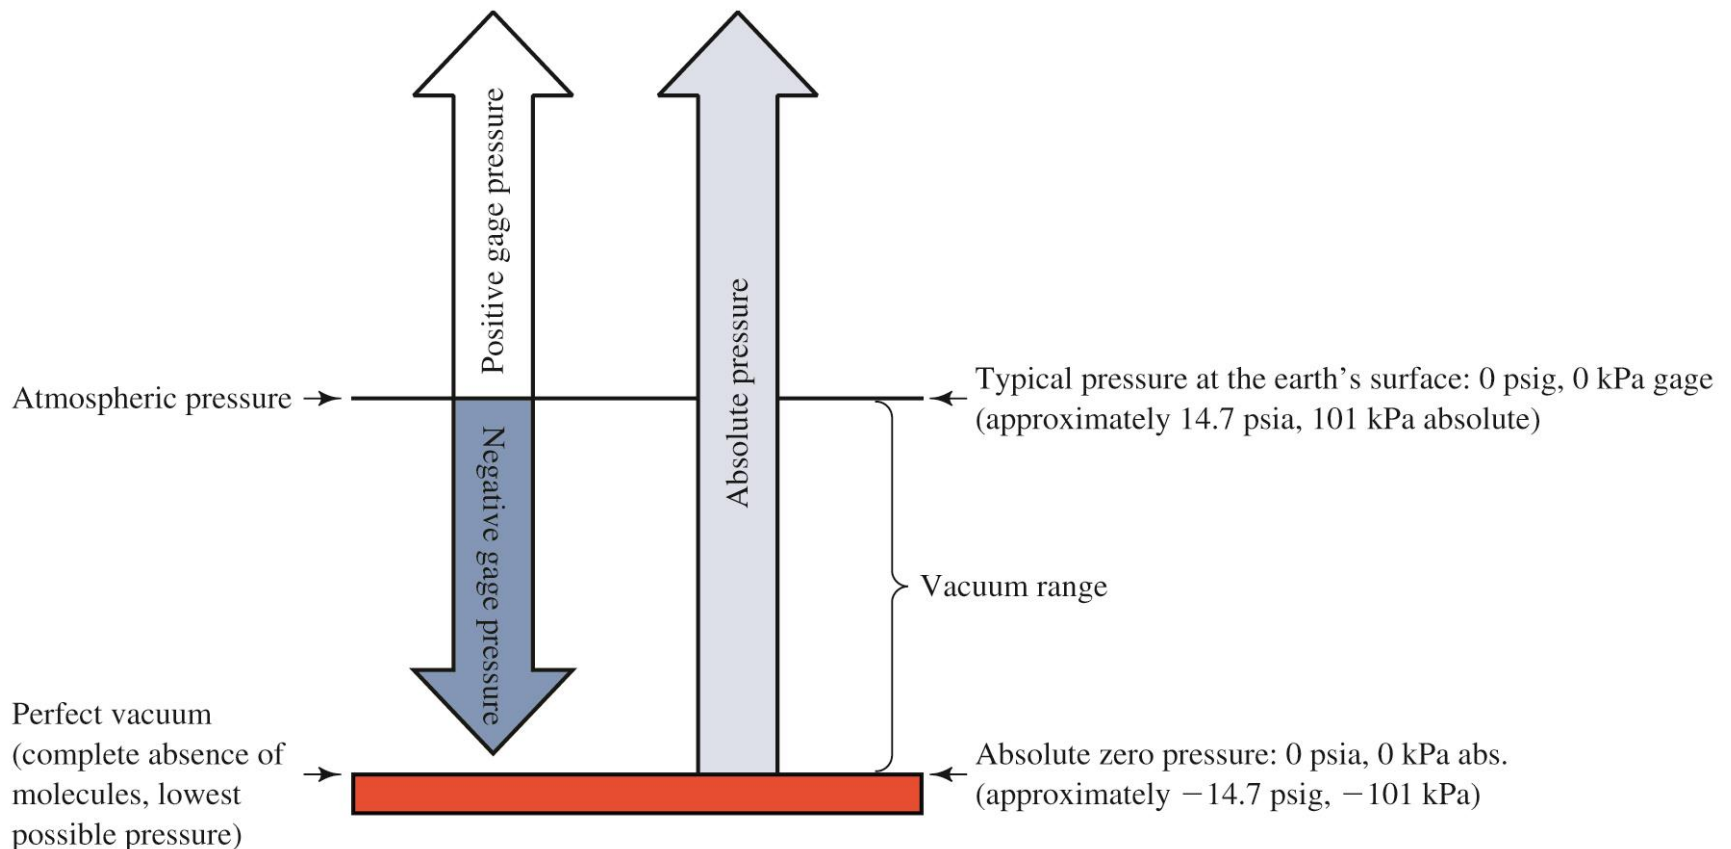 Positive gage pressure
Absolute pressure
Atmospheric pressure
Typical pressure at the earth’s surface: 0 psig, 0 kPa gage
(approximately 14.7 psia, 101 kPa absolute)
Negative gage pressure
Vacuum range
Perfect vacuum
(complete absence of
molecules, lowest
possible pressure)
Absolute zero pressure: 0 psia, 0 kPa abs.
(approximately −14.7 psig, −101 kPa)